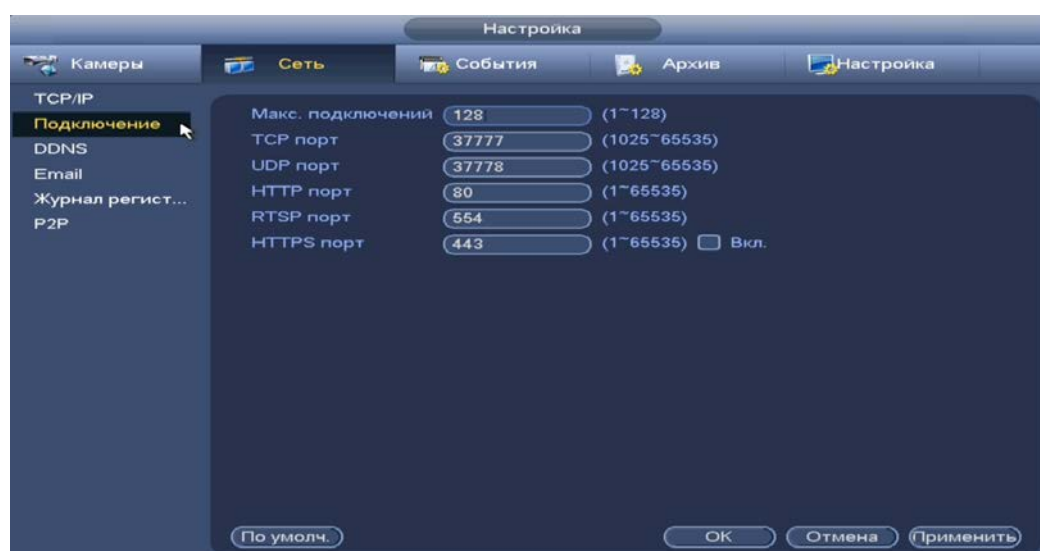 Настройка
Камеры Сеть События Архив Настройка
TCP/IP
Подключение
DDNS
Email
Журнал регист...
P2P
Макс. подключений 128 (1~128)
TCP порт 37777 (1025~65535)
UDP порт 37778 (1025~65535)
HTTP порт 80 (1~65535)
RTSP порт 554 (1~65535)
HTTPS порт 443 (1~65535) Вкл.
По умолч. OK Отмена Применить